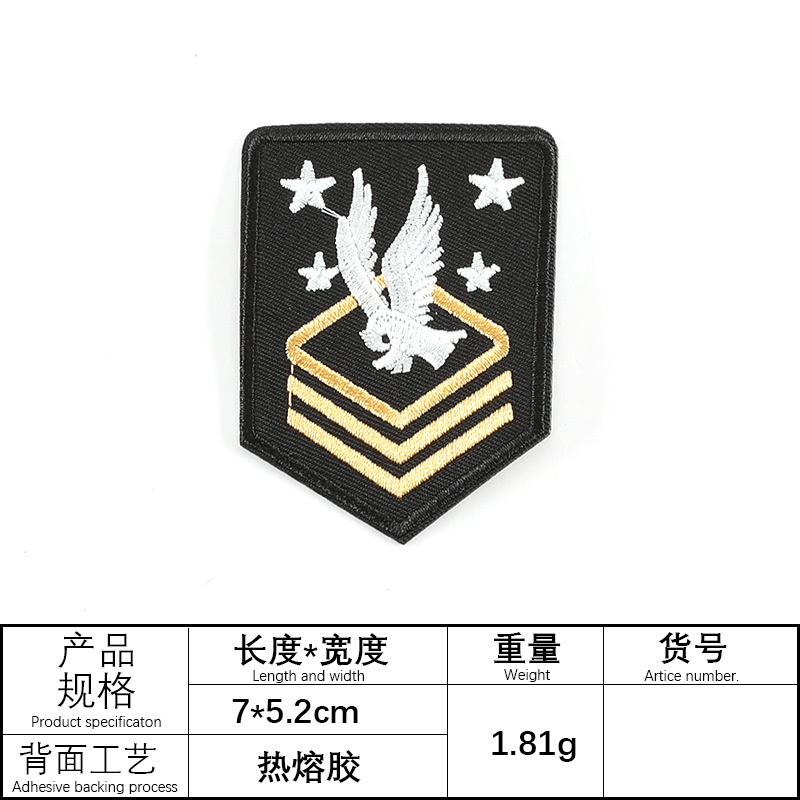 产品
规格
Product specificaton
长度*宽度
Length and width
重量
Weight
货号
Artice number.
7*5.2cm
1.81g
背面工艺
Adhesive backing process
热熔胶